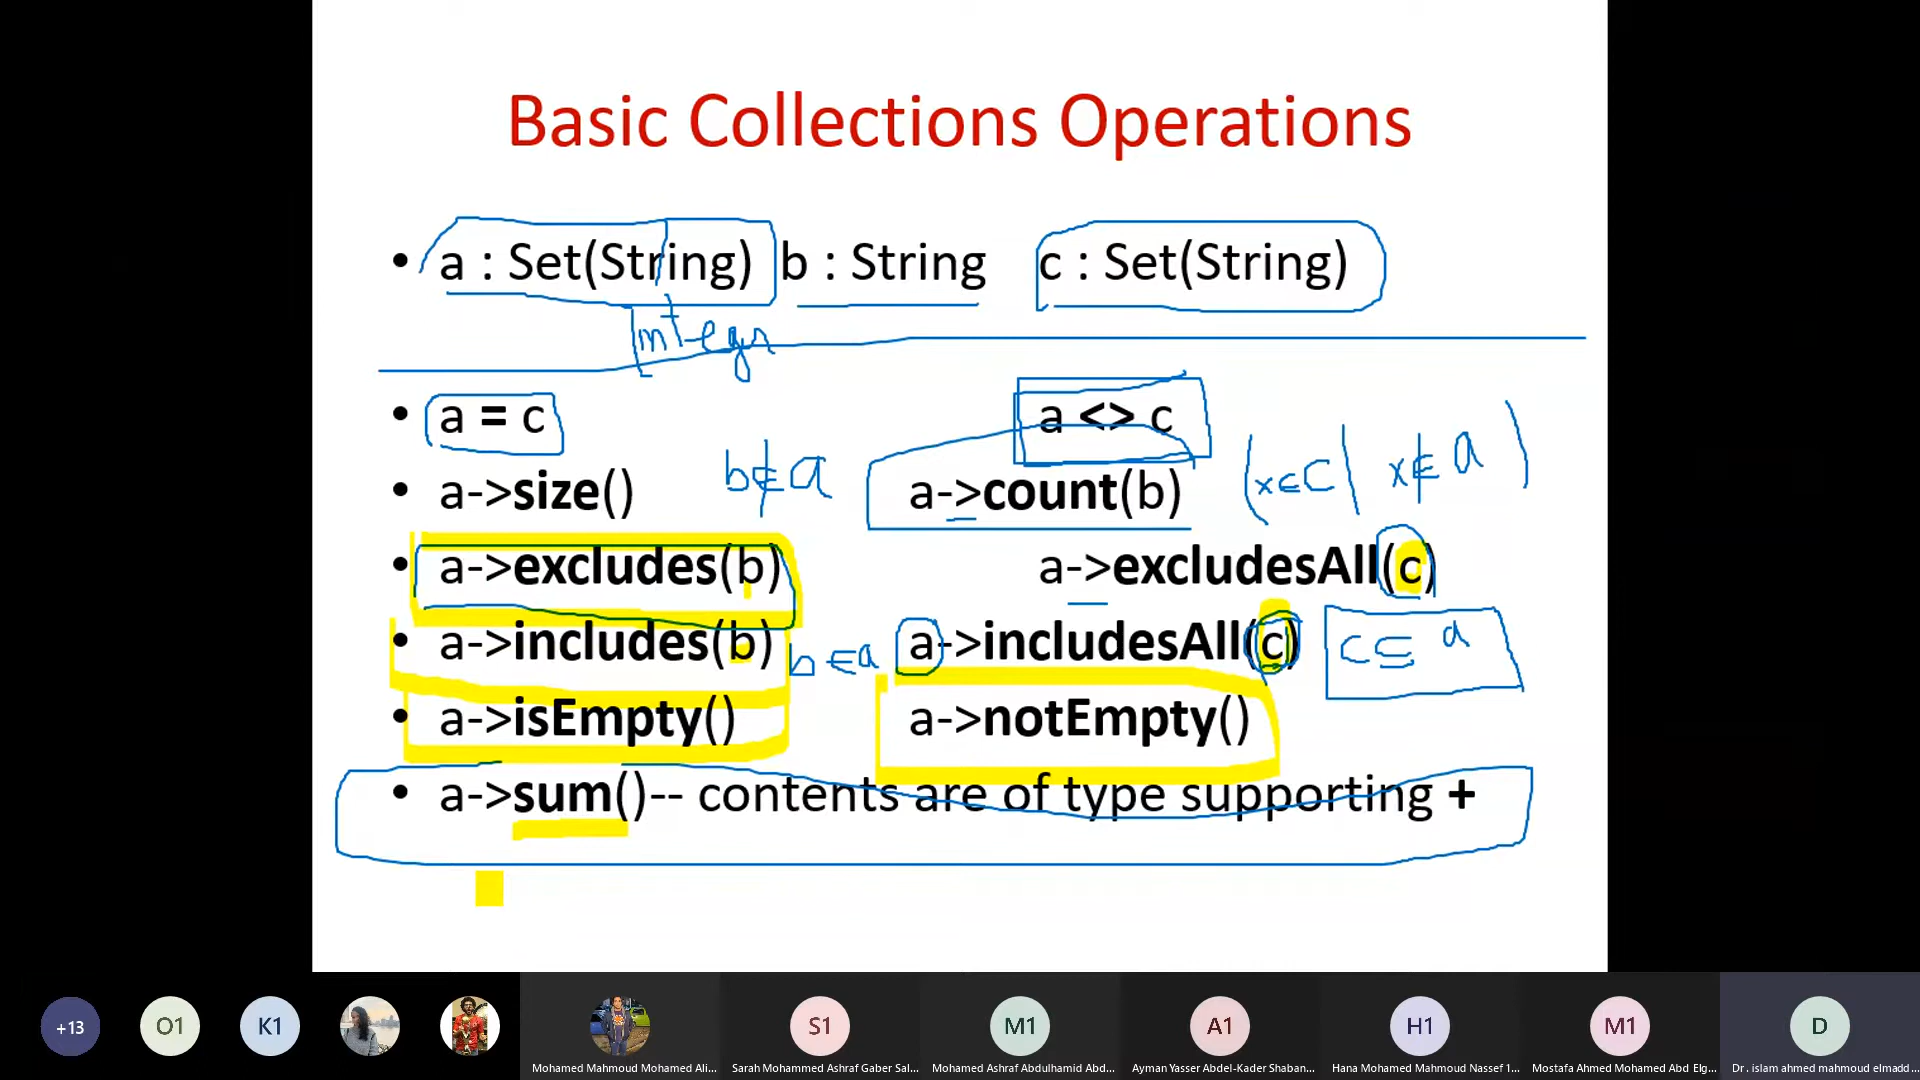 Basic Collections Operations
• a : Set(String) b : String c : Set(String)
Integr
• a = c a <> c
• a->size() b∉a a->count(b) (x∈C | x∉a)
• a->excludes(b) a->excludesAll(c)
• a->includes(b) b∈a a->includesAll(c) C⊆a
• a->isEmpty() a->notEmpty()
• a->sum()-- contents are of type supporting +
+13 O1 K1 S1 M1 A1 H1 M1 D
Mohamed Mahmoud Mohamed Ali... Sarah Mohammed Ashraf Gaber Sal... Mohamed Ashraf Abdulhamid Abd... Ayman Yasser Abdel-Kader Shaban... Hana Mohamed Mahmoud Nassef 1... Mostafa Ahmed Mohamed Abd Elg... Dr. islam ahmed mahmoud elmadd...